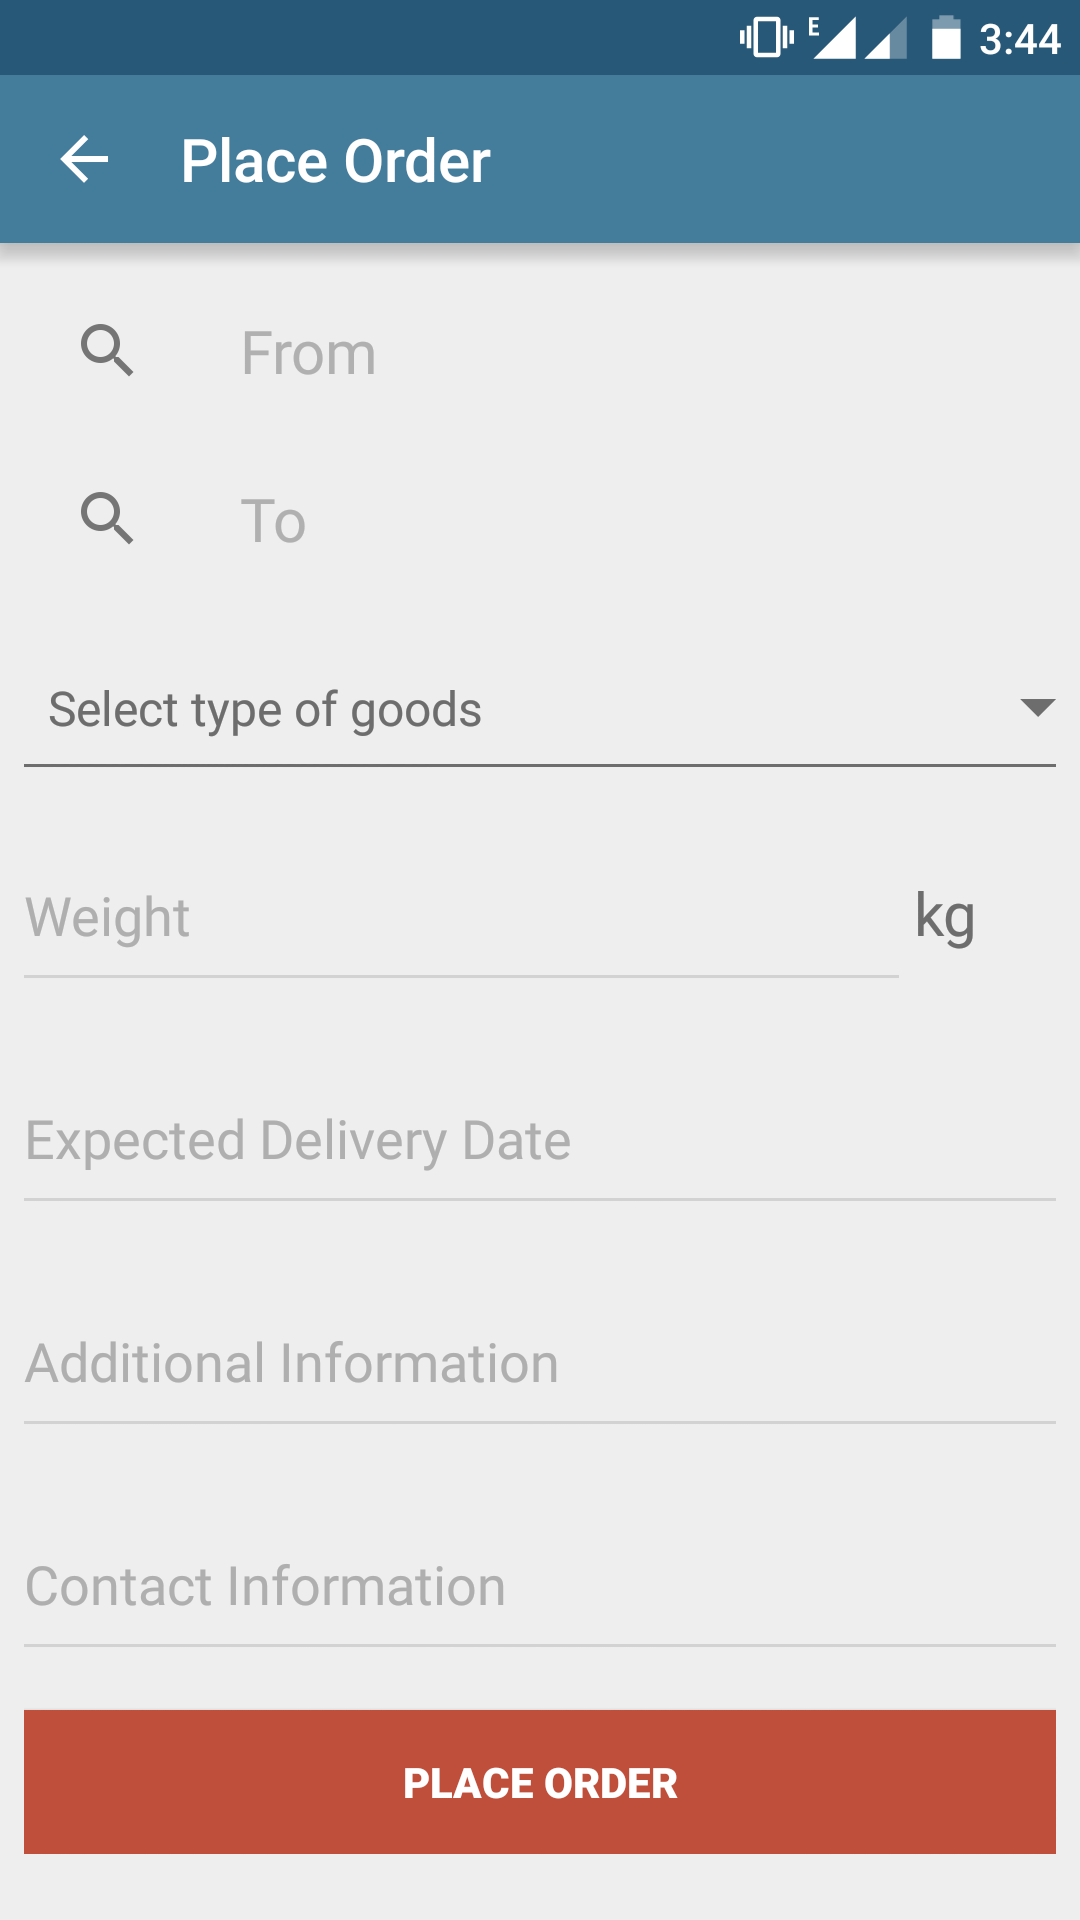 E 3:44
Place Order
From
To
Select type of goods
Weight kg
Expected Delivery Date
Additional Information
Contact Information
PLACE ORDER